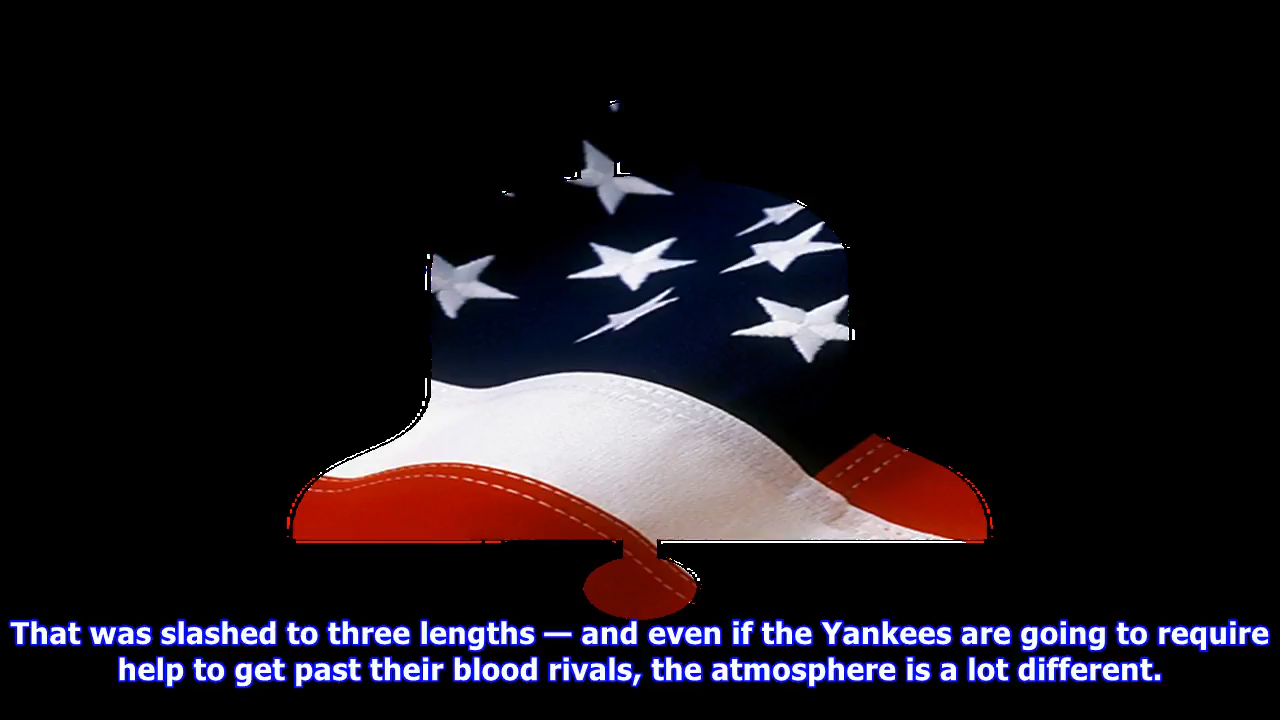 That was slashed to three lengths — and even if the Yankees are going to require
help to get past their blood rivals, the atmosphere is a lot different.